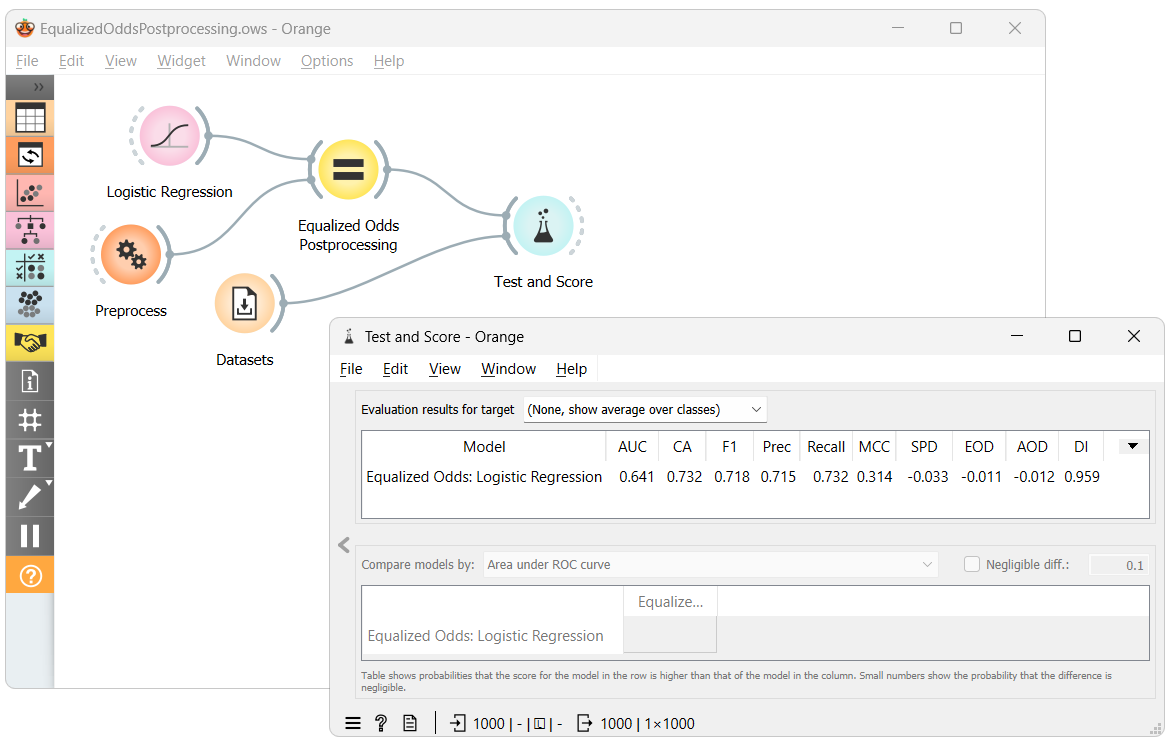 EqualizedOddsPostprocessing.ows - Orange
File Edit View Widget Window Options Help
Logistic Regression
Equalized Odds
Postprocessing
Test and Score
Preprocess
Datasets
Test and Score - Orange
File Edit View Window Help
Evaluation results for target (None, show average over classes)
Model AUC CA F1 Prec Recall MCC SPD EOD AOD DI
Equalized Odds: Logistic Regression 0.641 0.732 0.718 0.715 0.732 0.314 -0.033 -0.011 -0.012 0.959
Compare models by: Area under ROC curve Negligible diff.: 0.1
Equalize...
Equalized Odds: Logistic Regression
Table shows probabilities that the score for the model in the row is higher than that of the model in the column. Small numbers show the probability that the difference is
negligible.
1000 | - | - 1000 | 1×1000